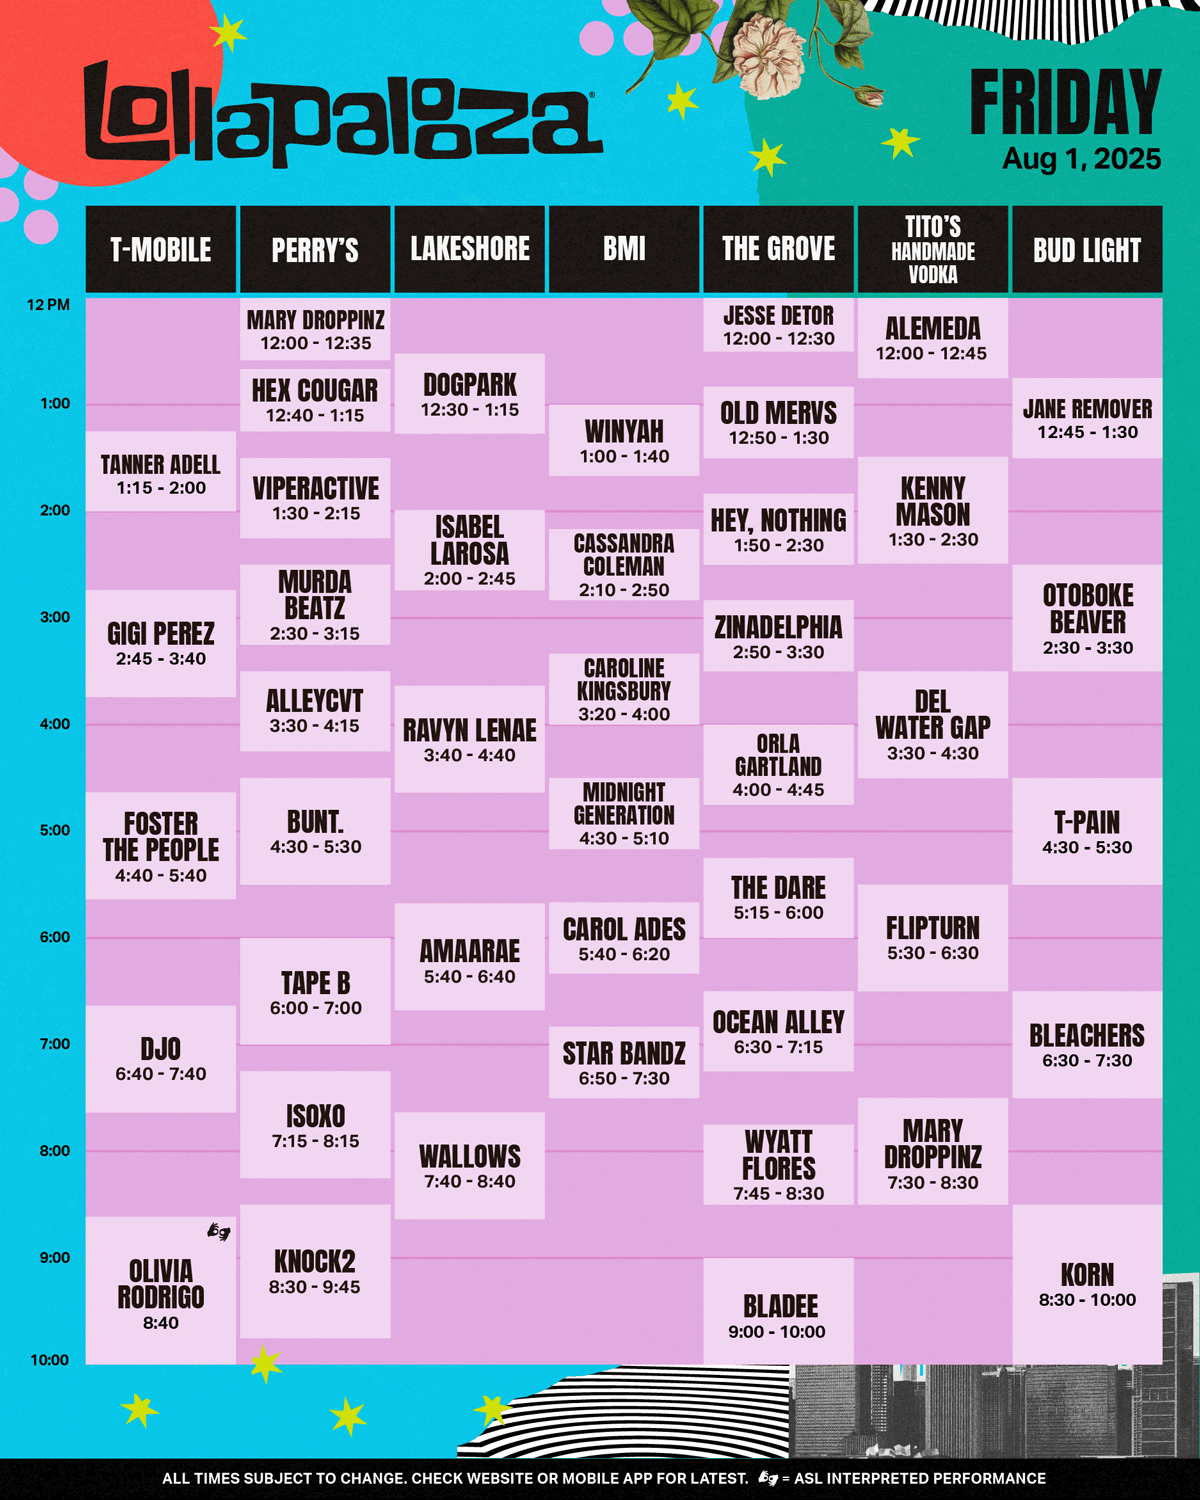 Lollapalooza®
FRIDAY
Aug 1, 2025
T-MOBILE
PERRY'S
LAKESHORE
BMI
THE GROVE
TITO'S
HANDMADE
VODKA
BUD LIGHT
12 PM
1:00
2:00
3:00
4:00
5:00
6:00
7:00
8:00
9:00
10:00
TANNER ADELL
1:15 - 2:00
GIGI PEREZ
2:45 - 3:40
FOSTER
THE PEOPLE
4:40 - 5:40
DJO
6:40 - 7:40
OLIVIA
RODRIGO
8:40
MARY DROPPINZ
12:00 - 12:35
HEX COUGAR
12:40 - 1:15
VIPERACTIVE
1:30 - 2:15
MURDA
BEATZ
2:30 - 3:15
ALLEYCVT
3:30 - 4:15
BUNT.
4:30 - 5:30
TAPE B
6:00 - 7:00
ISOXO
7:15 - 8:15
KNOCK2
8:30 - 9:45
DOGPARK
12:30 - 1:15
ISABEL
LAROSA
2:00 - 2:45
RAVYN LENAE
3:40 - 4:40
AMAARAE
5:40 - 6:40
WALLOWS
7:40 - 8:40
WINYAH
1:00 - 1:40
CASSANDRA
COLEMAN
2:10 - 2:50
CAROLINE
KINGSBURY
3:20 - 4:00
MIDNIGHT
GENERATION
4:30 - 5:10
CAROL ADES
5:40 - 6:20
STAR BANDZ
6:50 - 7:30
JESSE DETOR
12:00 - 12:30
OLD MERVS
12:50 - 1:30
HEY, NOTHING
1:50 - 2:30
ZINADELPHIA
2:50 - 3:30
ORLA
GARTLAND
4:00 - 4:45
THE DARE
5:15 - 6:00
OCEAN ALLEY
6:30 - 7:15
WYATT
FLORES
7:45 - 8:30
BLADEE
9:00 - 10:00
ALEMEDA
12:00 - 12:45
KENNY
MASON
1:30 - 2:30
DEL
WATER GAP
3:30 - 4:30
FLIPTURN
5:30 - 6:30
MARY
DROPPINZ
7:30 - 8:30
JANE REMOVER
12:45 - 1:30
OTOBOKE
BEAVER
2:30 - 3:30
T-PAIN
4:30 - 5:30
BLEACHERS
6:30 - 7:30
KORN
8:30 - 10:00
ALL TIMES SUBJECT TO CHANGE. CHECK WEBSITE OR MOBILE APP FOR LATEST. = ASL INTERPRETED PERFORMANCE